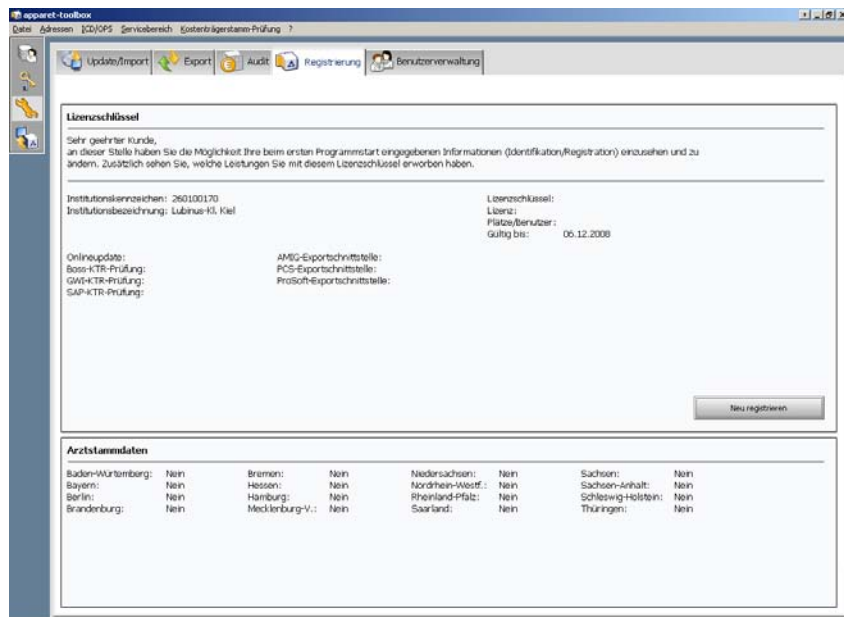 apparet-toolbox
Datei Adressen ICD/OPS Servicebereich Kostenträgerstamm-Prüfung ?
Update/Import Export Audit Registrierung Benutzerverwaltung
Lizenzschlüssel
Sehr geehrter Kunde,
an dieser Stelle haben Sie die Möglichkeit Ihre beim ersten Programmstart eingegebenen Informationen (Identifikation/Registration) einzusehen und zu
ändern. Zusätzlich sehen Sie, welche Leistungen Sie mit diesem Lizenzschlüssel erworben haben.
Institutionskennzeichen: 260100170
Institutionsbezeichnung: Lubinus-Kl. Kiel
Lizenzschlüssel:
Lizenz:
Plätze/Benutzer:
Gültig bis: 06.12.2008
Onlineupdate:
Boss-KTR-Prüfung:
GWI-KTR-Prüfung:
SAP-KTR-Prüfung:
AMIG-Exportschnittstelle:
PCS-Exportschnittstelle:
ProSoft-Exportschnittstelle:
Neu registrieren
Arztstammdaten
Baden-Würtemberg: Nein Bremen: Nein Niedersachsen: Nein Sachsen: Nein
Bayern: Nein Hessen: Nein Nordrhein-Westf.: Nein Sachsen-Anhalt: Nein
Berlin: Nein Hamburg: Nein Rheinland-Pfalz: Nein Schleswig-Holstein: Nein
Brandenburg: Nein Mecklenburg-V.: Nein Saarland: Nein Thüringen: Nein